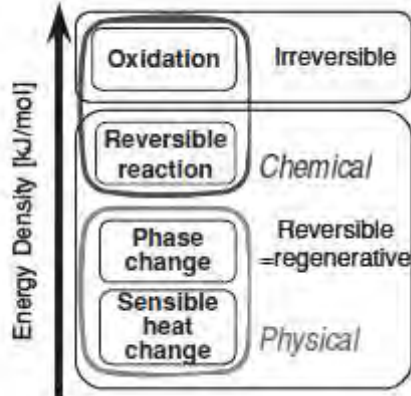 Energy Density [kJ/mol]
Oxidation
Irreversible
Reversible
reaction
Chemical
Phase
change
Reversible
=regenerative
Sensible
heat
change
Physical